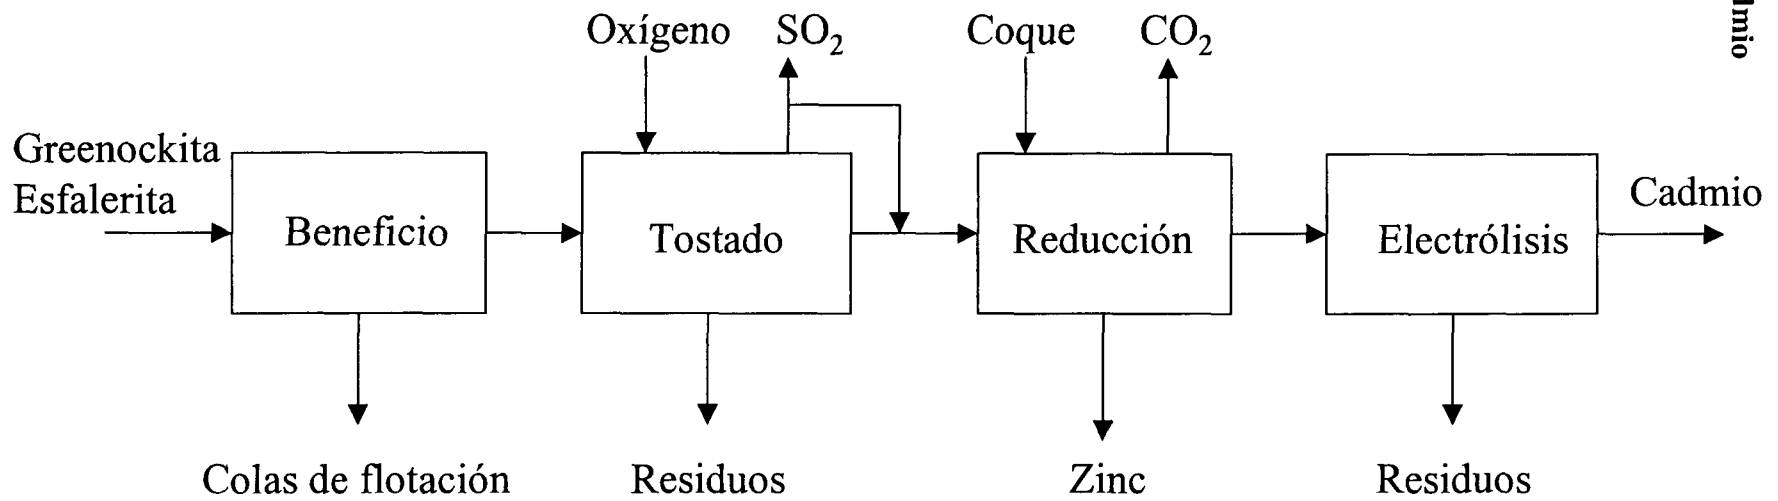 Oxígeno
SO2
Coque
CO2
Greenockita
Esfalerita
Beneficio
Tostado
Reducción
Electrólisis
Cadmio
Colas de flotación
Residuos
Zinc
Residuos